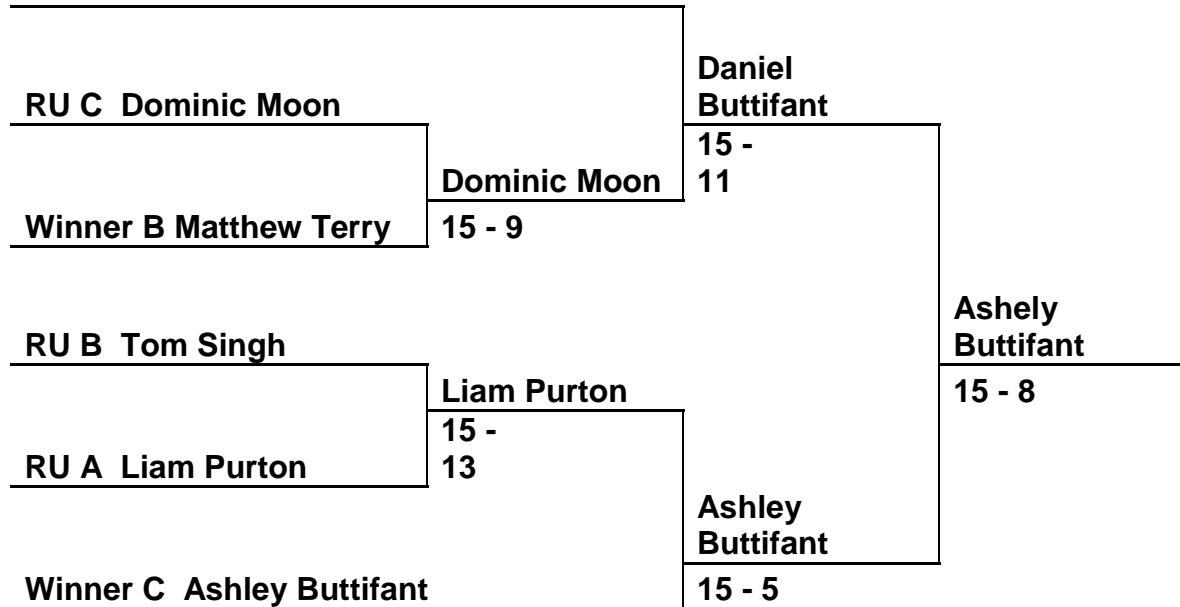 Daniel
RU C Dominic Moon
Buttifant
15 -
Dominic Moon
11
Winner B Matthew Terry
15 - 9
Ashely
RU B Tom Singh
Buttifant
Liam Purton
15 - 8
15 -
RU A Liam Purton
13
Ashley
Buttifant
Winner C Ashley Buttifant
15 - 5